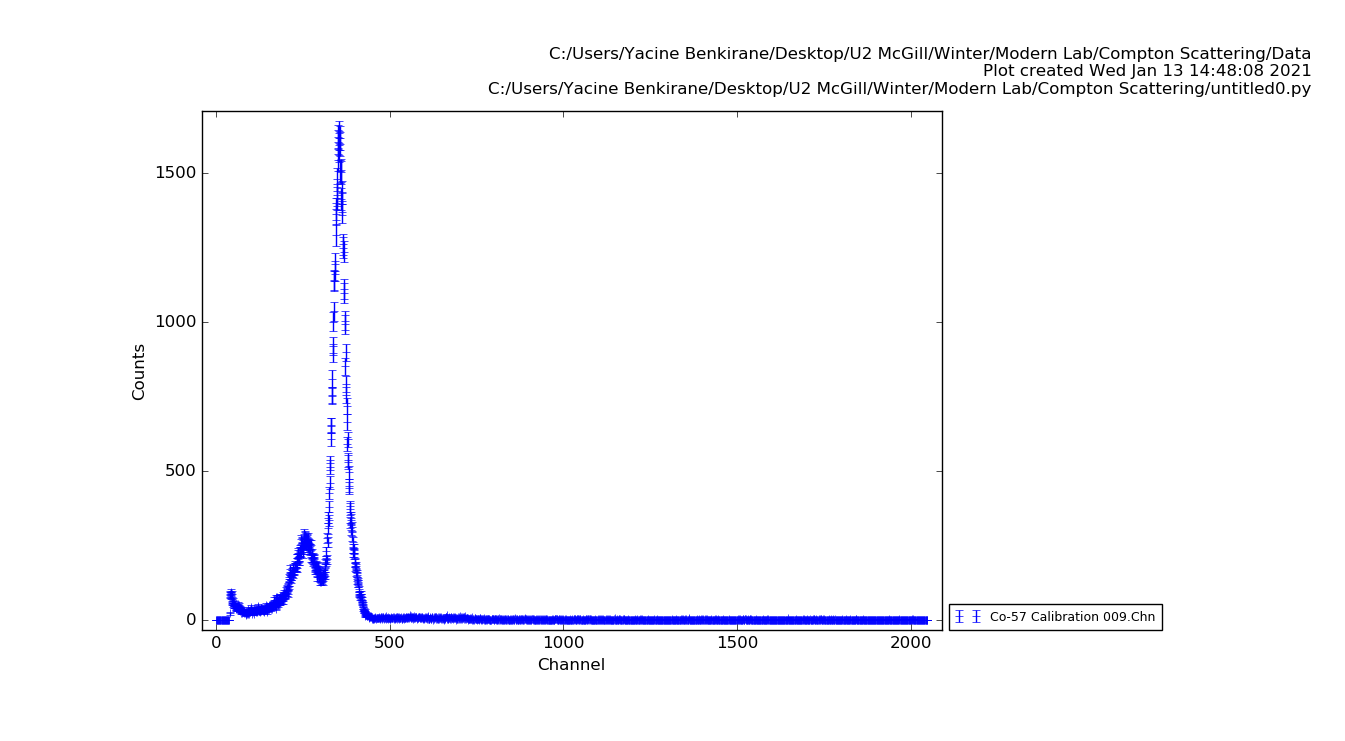 C:/Users/Yacine Benkirane/Desktop/U2 McGill/Winter/Modern Lab/Compton Scattering/Data
Plot created Wed Jan 13 14:48:08 2021
C:/Users/Yacine Benkirane/Desktop/U2 McGill/Winter/Modern Lab/Compton Scattering/untitled0.py
1500
1000
500
0
Counts
0 500 1000 1500 2000
Channel
Co-57 Calibration 009.Chn